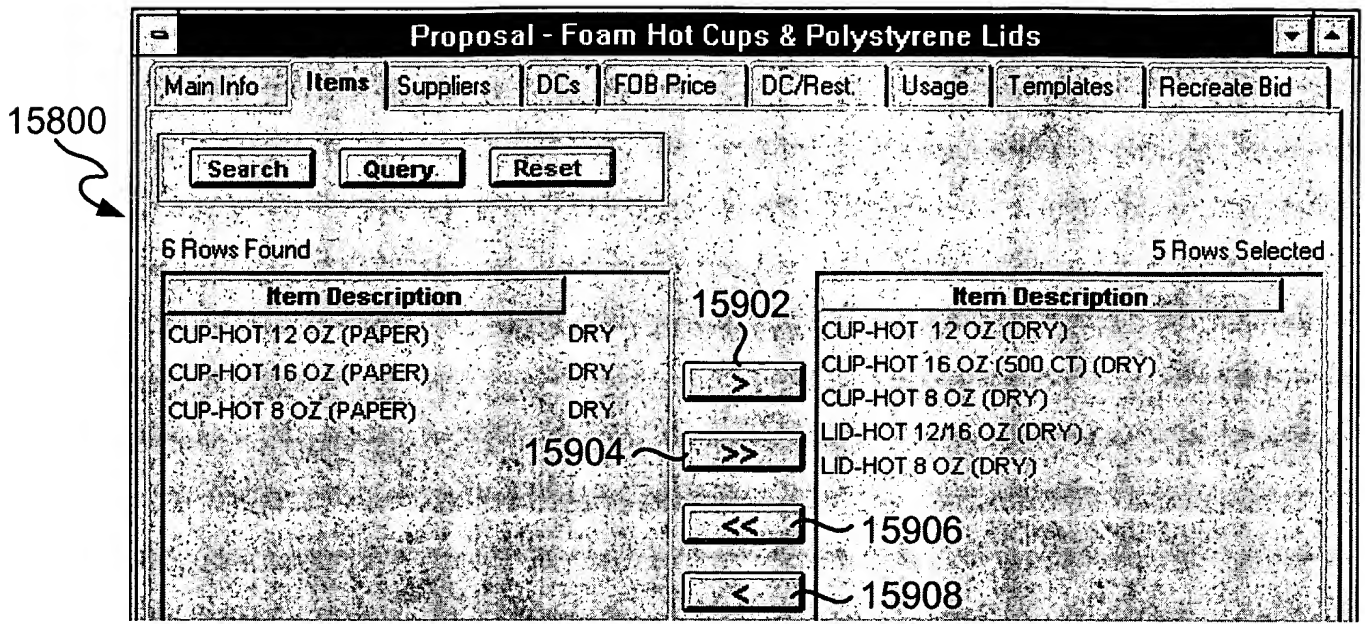 Proposal - Foam Hot Cups & Polystyrene Lids
Main Info Items Suppliers DCs FOB Price DC/Rest. Usage Templates Recreate Bid
15800
Search Query Reset
6 Rows Found 5 Rows Selected
Item Description 15902 Item Description
CUP-HOT 12 OZ (PAPER) DRY CUP-HOT 12 OZ (DRY)
CUP-HOT 16 OZ (PAPER) DRY > CUP-HOT 16 OZ (500 CT) (DRY)
CUP-HOT 8 OZ (PAPER) DRY CUP-HOT 8 OZ (DRY)
LID-HOT 12/16 OZ (DRY)
15904 >> LID-HOT 8 OZ (DRY)
<< 15906
< 15908